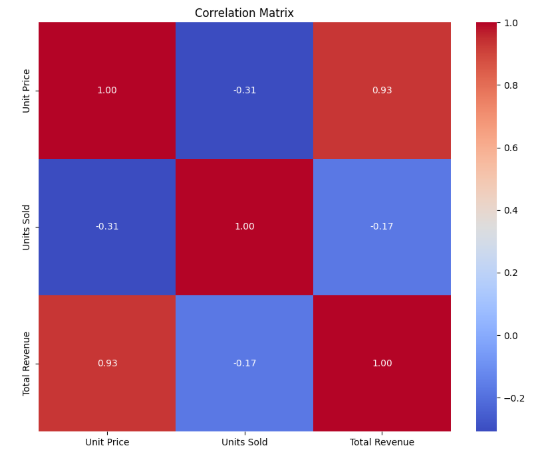 Correlation Matrix
1.0
Unit Price
1.00
-0.31
0.93
0.8
0.6
Units Sold
-0.31
1.00
-0.17
0.4
0.2
Total Revenue
0.93
-0.17
1.00
0.0
−0.2
Unit Price
Units Sold
Total Revenue